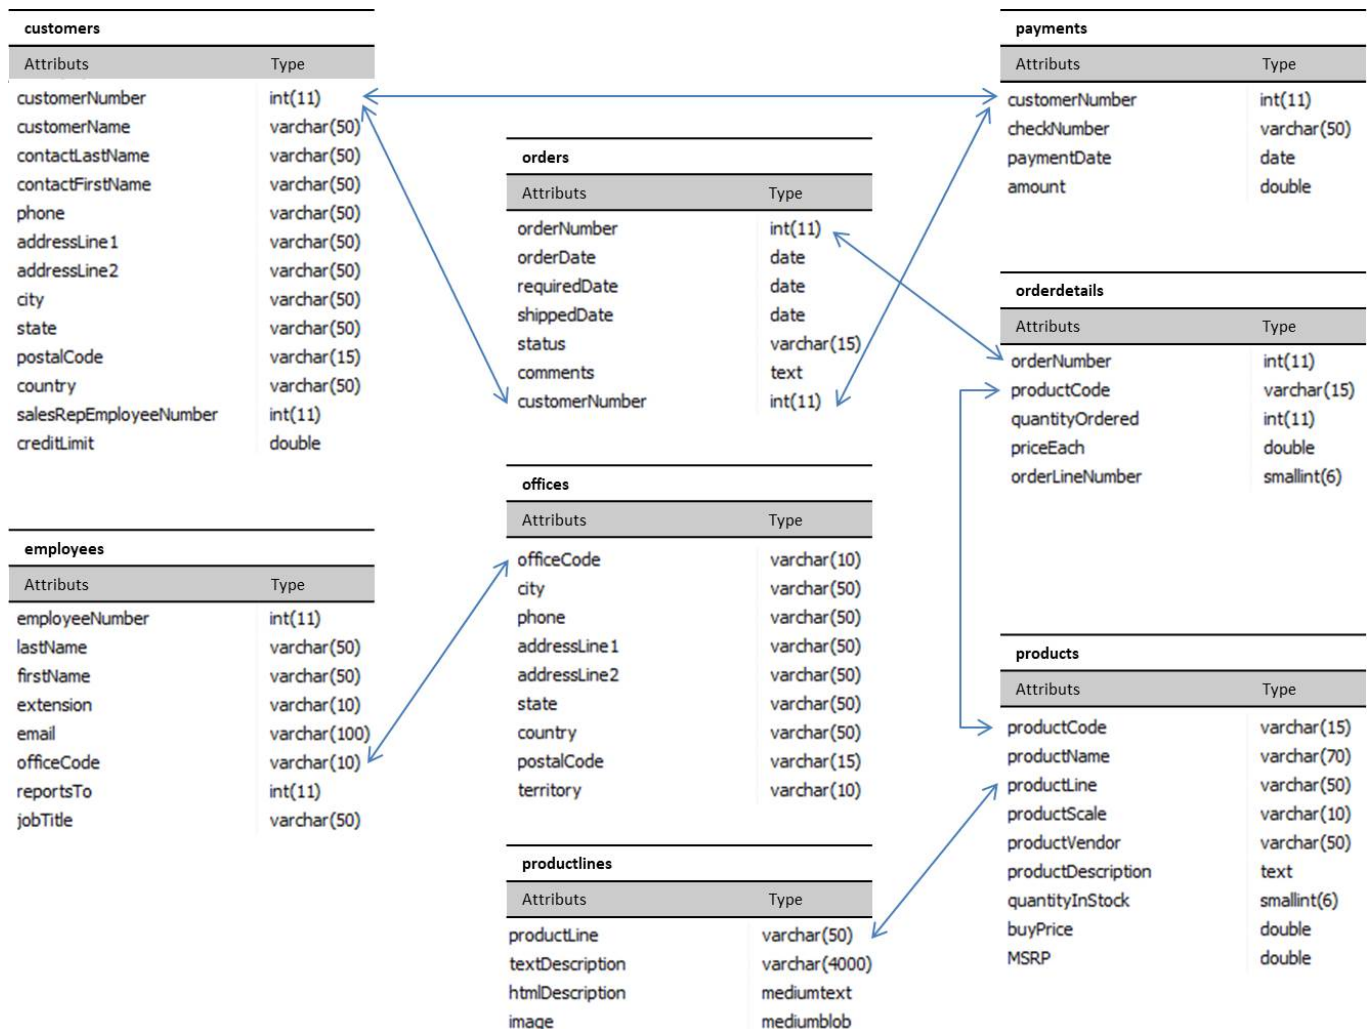 customers
Attributs Type
customerNumber int(11)
customerName varchar(50)
contactLastName varchar(50)
contactFirstName varchar(50)
phone varchar(50)
addressLine1 varchar(50)
addressLine2 varchar(50)
city varchar(50)
state varchar(50)
postalCode varchar(15)
country varchar(50)
salesRepEmployeeNumber int(11)
creditLimit double
employees
Attributs Type
employeeNumber int(11)
lastName varchar(50)
firstName varchar(50)
extension varchar(10)
email varchar(100)
officeCode varchar(10)
reportsTo int(11)
jobTitle varchar(50)
orders
Attributs Type
orderNumber int(11)
orderDate date
requiredDate date
shippedDate date
status varchar(15)
comments text
customerNumber int(11)
offices
Attributs Type
officeCode varchar(10)
city varchar(50)
phone varchar(50)
addressLine1 varchar(50)
addressLine2 varchar(50)
state varchar(50)
country varchar(50)
postalCode varchar(15)
territory varchar(10)
productlines
Attributs Type
productLine varchar(50)
textDescription varchar(4000)
htmlDescription mediumtext
image mediumblob
payments
Attributs Type
customerNumber int(11)
checkNumber varchar(50)
paymentDate date
amount double
orderdetails
Attributs Type
orderNumber int(11)
productCode varchar(15)
quantityOrdered int(11)
priceEach double
orderLineNumber smallint(6)
products
Attributs Type
productCode varchar(15)
productName varchar(70)
productLine varchar(50)
productScale varchar(10)
productVendor varchar(50)
productDescription text
quantityInStock smallint(6)
buyPrice double
MSRP double